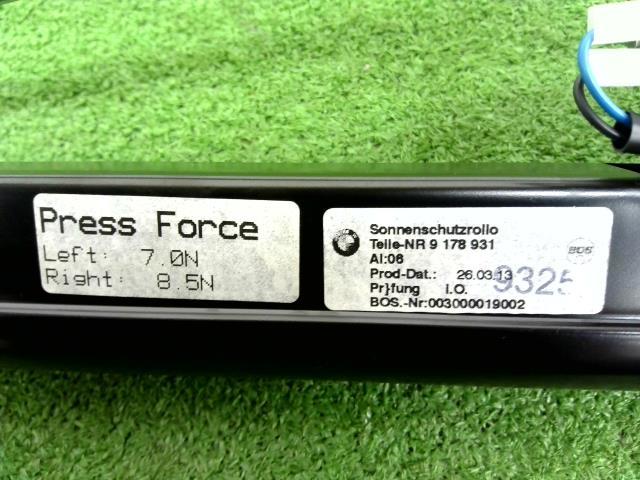 Press Force
Left: 7.0N
Right: 8.5N
Sonnenschutzrollo
Teile-NR 9 178 931
AI:06
Prod-Dat.: 26.03.13
Pr}fung I.O.
9325
BOS.-Nr:003000019002
BOS